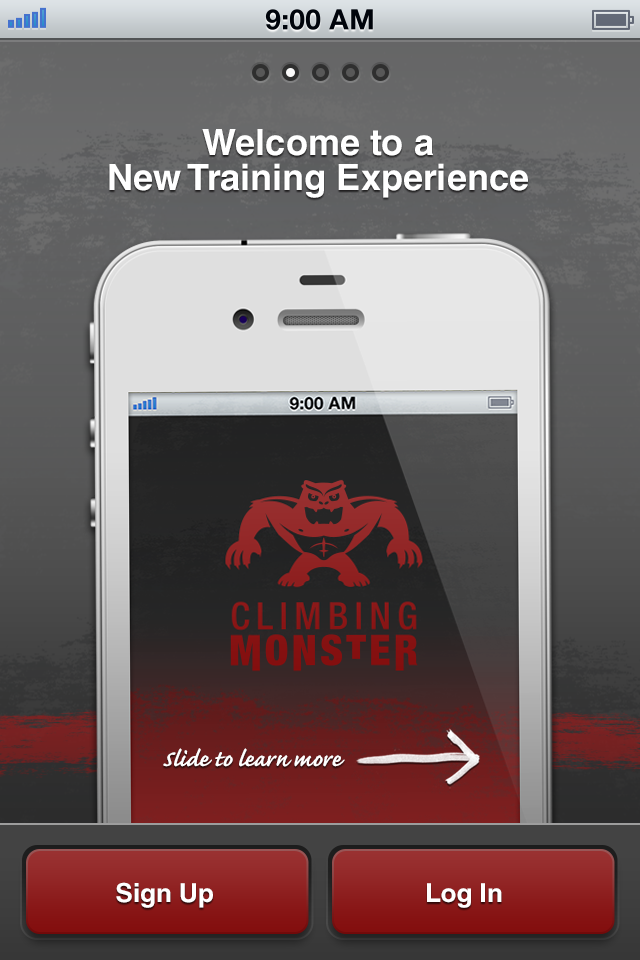 9:00 AM
Welcome to a
New Training Experience
9:00 AM
CLIMBING
MONSTER
slide to learn more
Sign Up
Log In